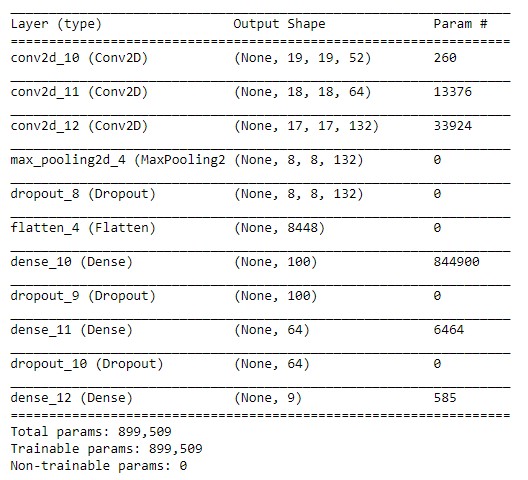 Layer (type) Output Shape Param #
conv2d_10 (Conv2D) (None, 19, 19, 52) 260
conv2d_11 (Conv2D) (None, 18, 18, 64) 13376
conv2d_12 (Conv2D) (None, 17, 17, 132) 33924
max_pooling2d_4 (MaxPooling2 (None, 8, 8, 132) 0
dropout_8 (Dropout) (None, 8, 8, 132) 0
flatten_4 (Flatten) (None, 8448) 0
dense_10 (Dense) (None, 100) 844900
dropout_9 (Dropout) (None, 100) 0
dense_11 (Dense) (None, 64) 6464
dropout_10 (Dropout) (None, 64) 0
dense_12 (Dense) (None, 9) 585
Total params: 899,509
Trainable params: 899,509
Non-trainable params: 0